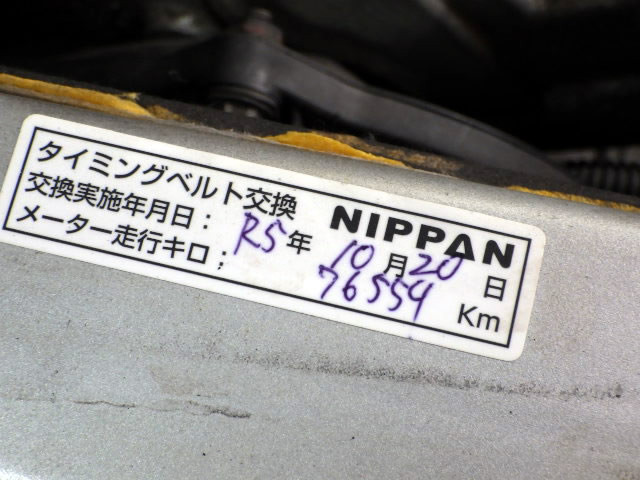 タイミングベルト交換
NIPPAN
交換実施年月日： R5 年 10 月 20 日
メーター走行キロ： 76554 Km